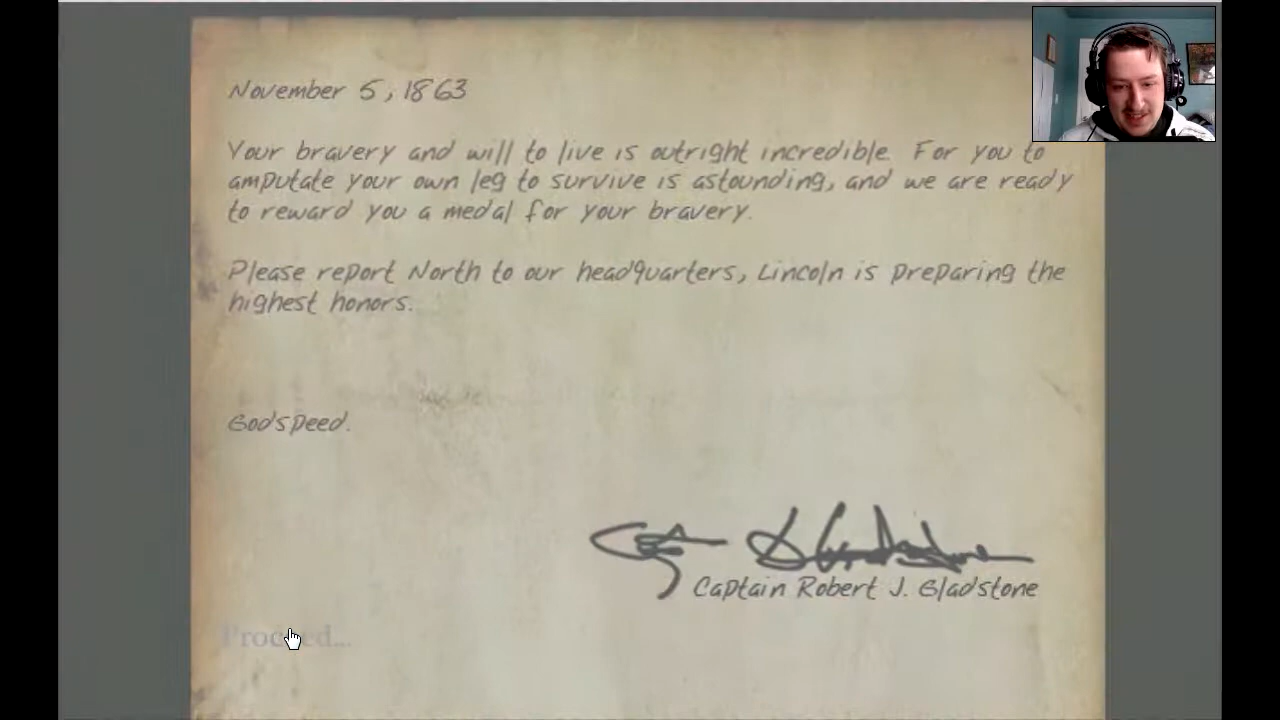 November 5, 1863
Your bravery and will to live is outright incredible. For you to
amputate your own leg to survive is astounding, and we are ready
to reward you a medal for your bravery.
Please report North to our headquarters, Lincoln is preparing the
highest honors.
Godspeed.
Captain Robert J. Gladstone
Proceed...